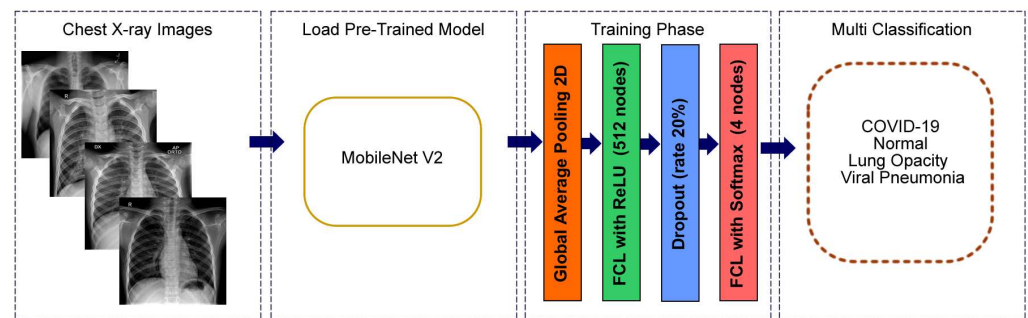 Chest X-ray Images
R
DX
AP
ORTO
R
Load Pre-Trained Model
MobileNet V2
Training Phase
Global Average Pooling 2D
FCL with ReLU (512 nodes)
Dropout (rate 20%)
FCL with Softmax (4 nodes)
Multi Classification
COVID-19
Normal
Lung Opacity
Viral Pneumonia